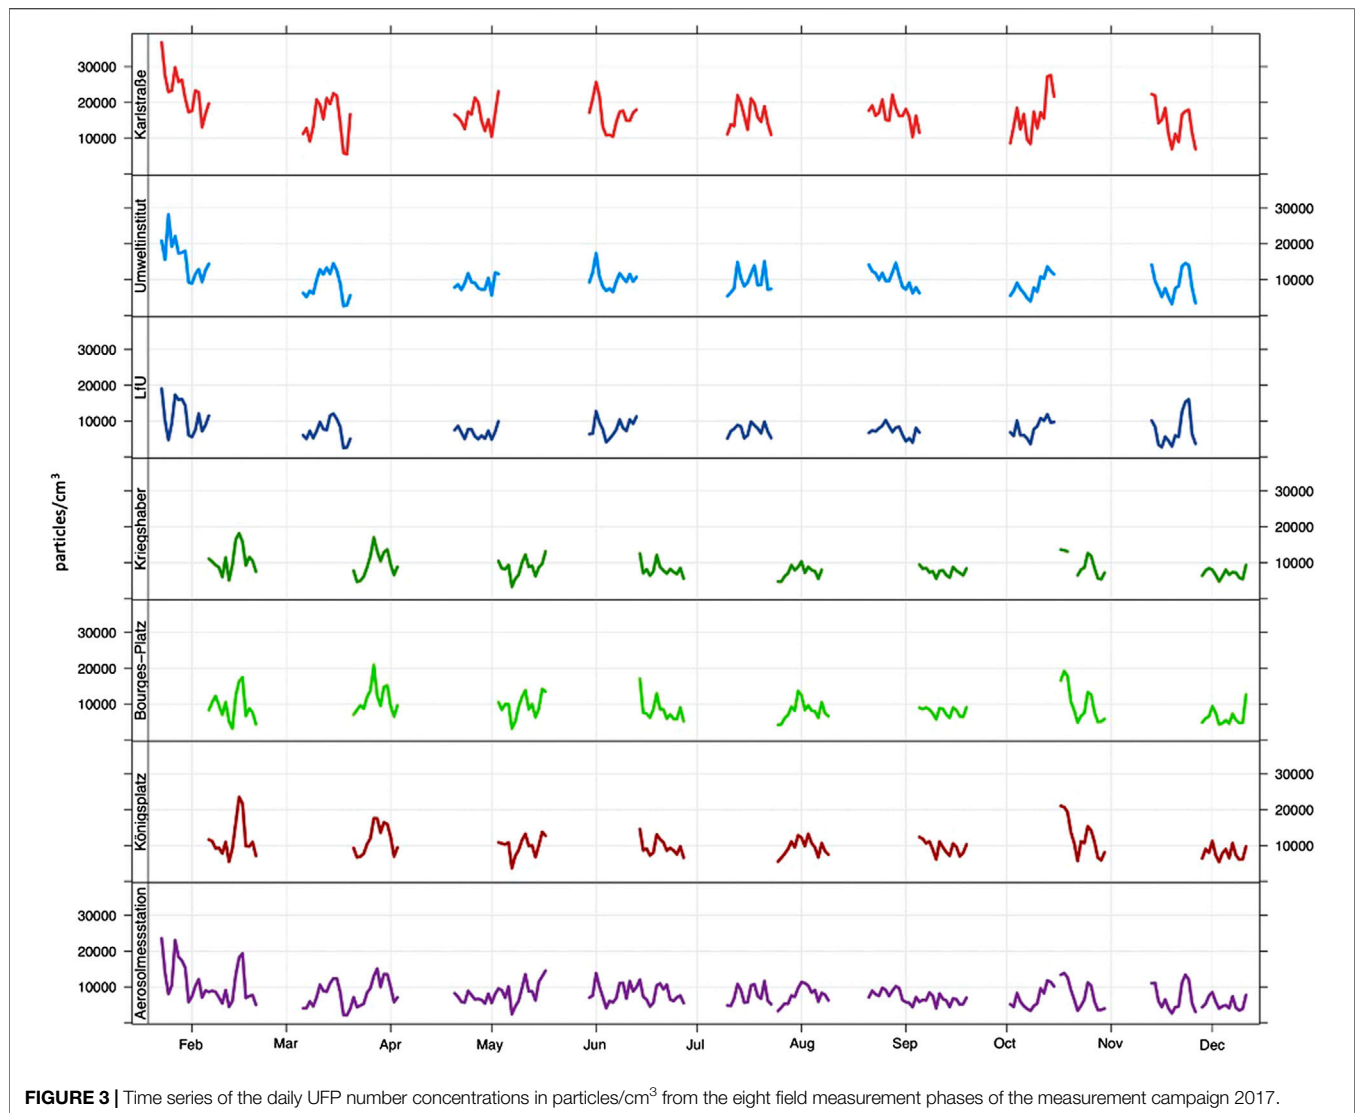 30000
20000
10000
Karlstraße
Umweltinstitut
30000
20000
10000
30000
20000
10000
LfU
Kriegshaber
30000
20000
10000
30000
20000
10000
Bourges-Platz
Königsplatz
30000
20000
10000
30000
20000
10000
Aerosolmessstation
particles/cm³
Feb Mar Apr May Jun Jul Aug Sep Oct Nov Dec
FIGURE 3 | Time series of the daily UFP number concentrations in particles/cm³ from the eight field measurement phases of the measurement campaign 2017.